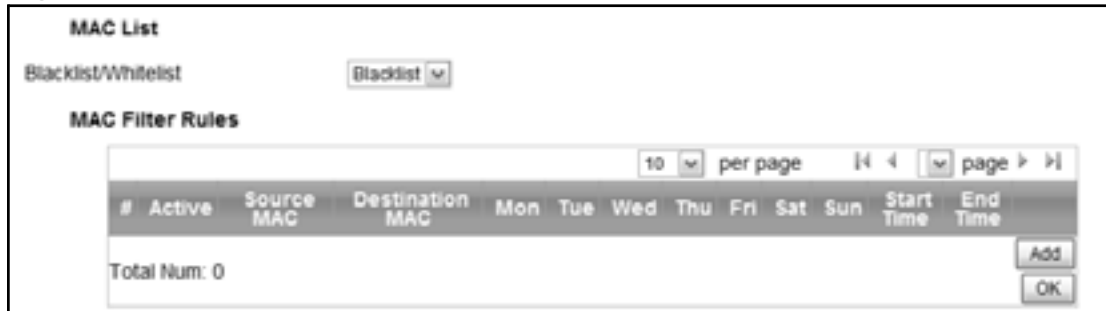 MAC List
Blacklist/Whitelist Blacklist
MAC Filter Rules
10 per page page
# Active Source MAC Destination MAC Mon Tue Wed Thu Fri Sat Sun Start Time End Time
Total Num: 0 Add
OK